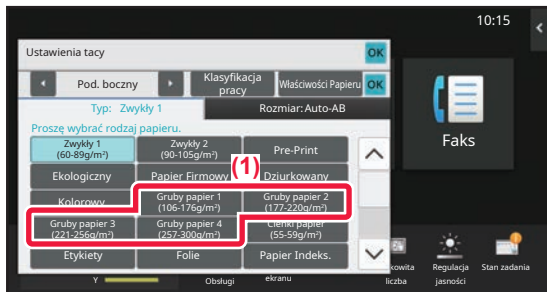 10:15
Ustawienia tacy
OK
Pod. boczny
Klasyfikacja
pracy
Właściwości Papieru
OK
Typ: Zwykły 1
Rozmiar: Auto-AB
Proszę wybrać rodzaj papieru.
Zwykły 1
(60-89g/m²)
Zwykły 2
(90-105g/m²)
Pre-Print
Ekologiczny
Papier Firmowy
Dziurkowany
(1)
Kolorowy
Gruby papier 1
(106-176g/m²)
Gruby papier 2
(177-220g/m²)
Gruby papier 3
(221-256g/m²)
Gruby papier 4
(257-300g/m²)
Cienki papier
(55-59g/m²)
Etykiety
Folie
Papier Indeks.
Faks
Y
Obsługi
ekranu
kowita
liczba
Regulacja
jasności
Stan zadania